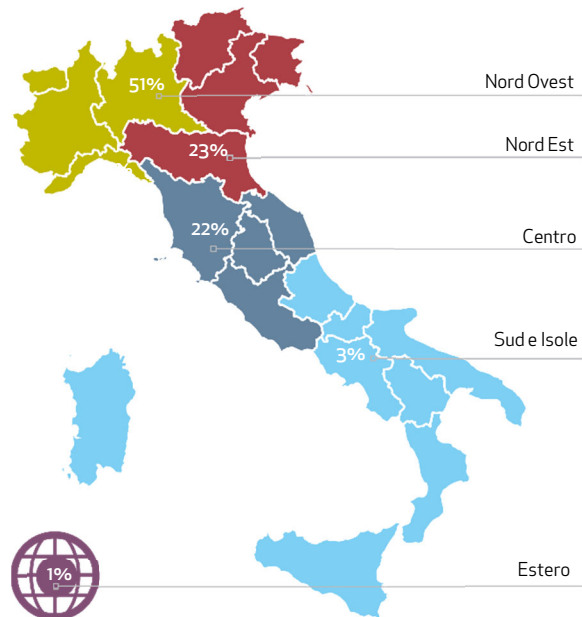 51%
Nord Ovest
23%
Nord Est
22%
Centro
3%
Sud e Isole
1%
Estero